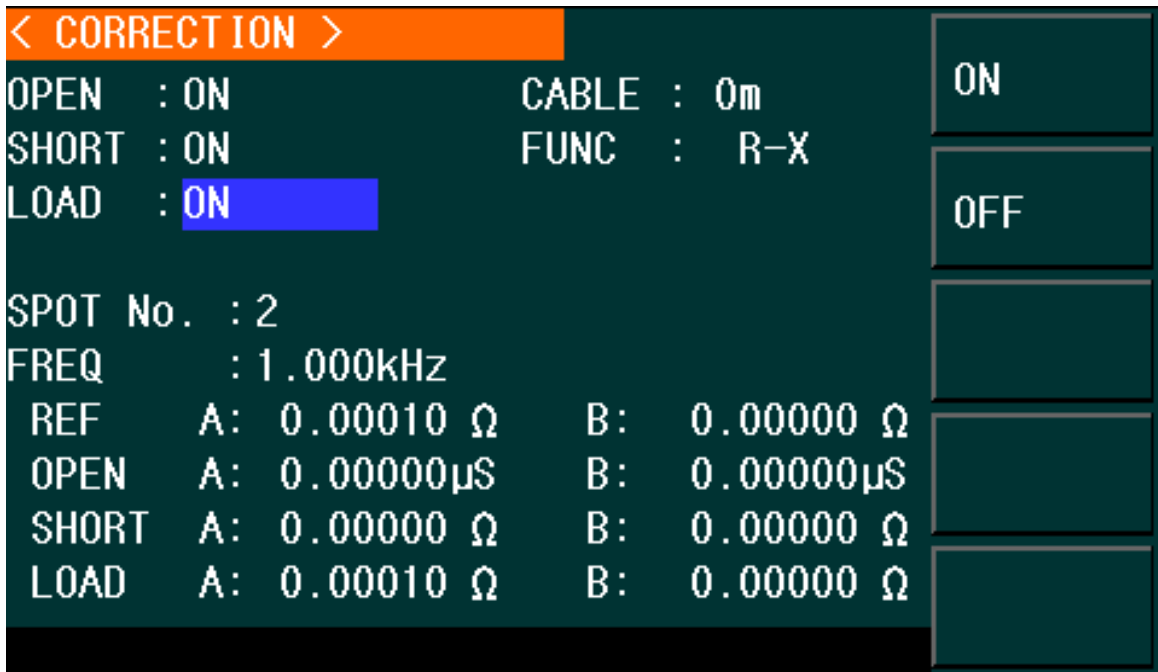 < CORRECTION >
OPEN : ON CABLE : 0m
SHORT : ON FUNC : R-X
LOAD : ON
SPOT No. : 2
FREQ : 1.000kHz
REF A: 0.00010 Ω B: 0.00000 Ω
OPEN A: 0.00000µS B: 0.00000µS
SHORT A: 0.00000 Ω B: 0.00000 Ω
LOAD A: 0.00010 Ω B: 0.00000 Ω
ON
OFF